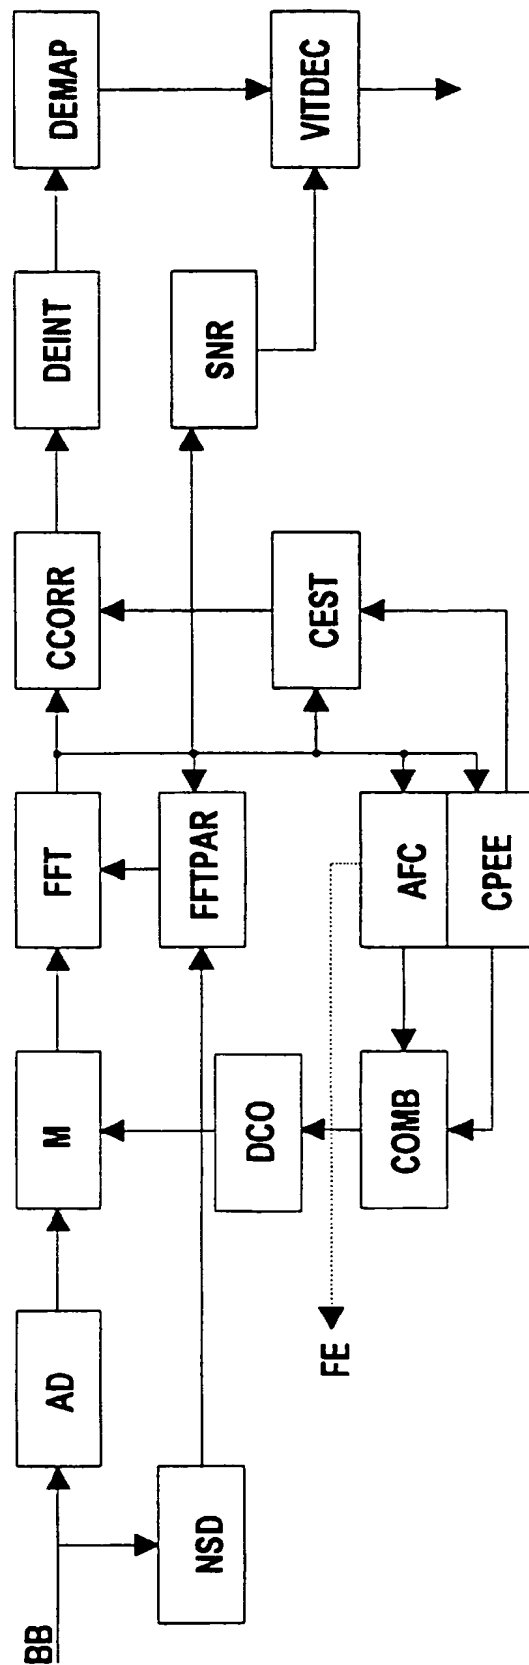 BB
AD
M
FFT
CCORR
DEINT
DEMAP
NSD
DCO
FFTPAR
SNR
VITDEC
FE
COMB
AFC
CPEE
CEST